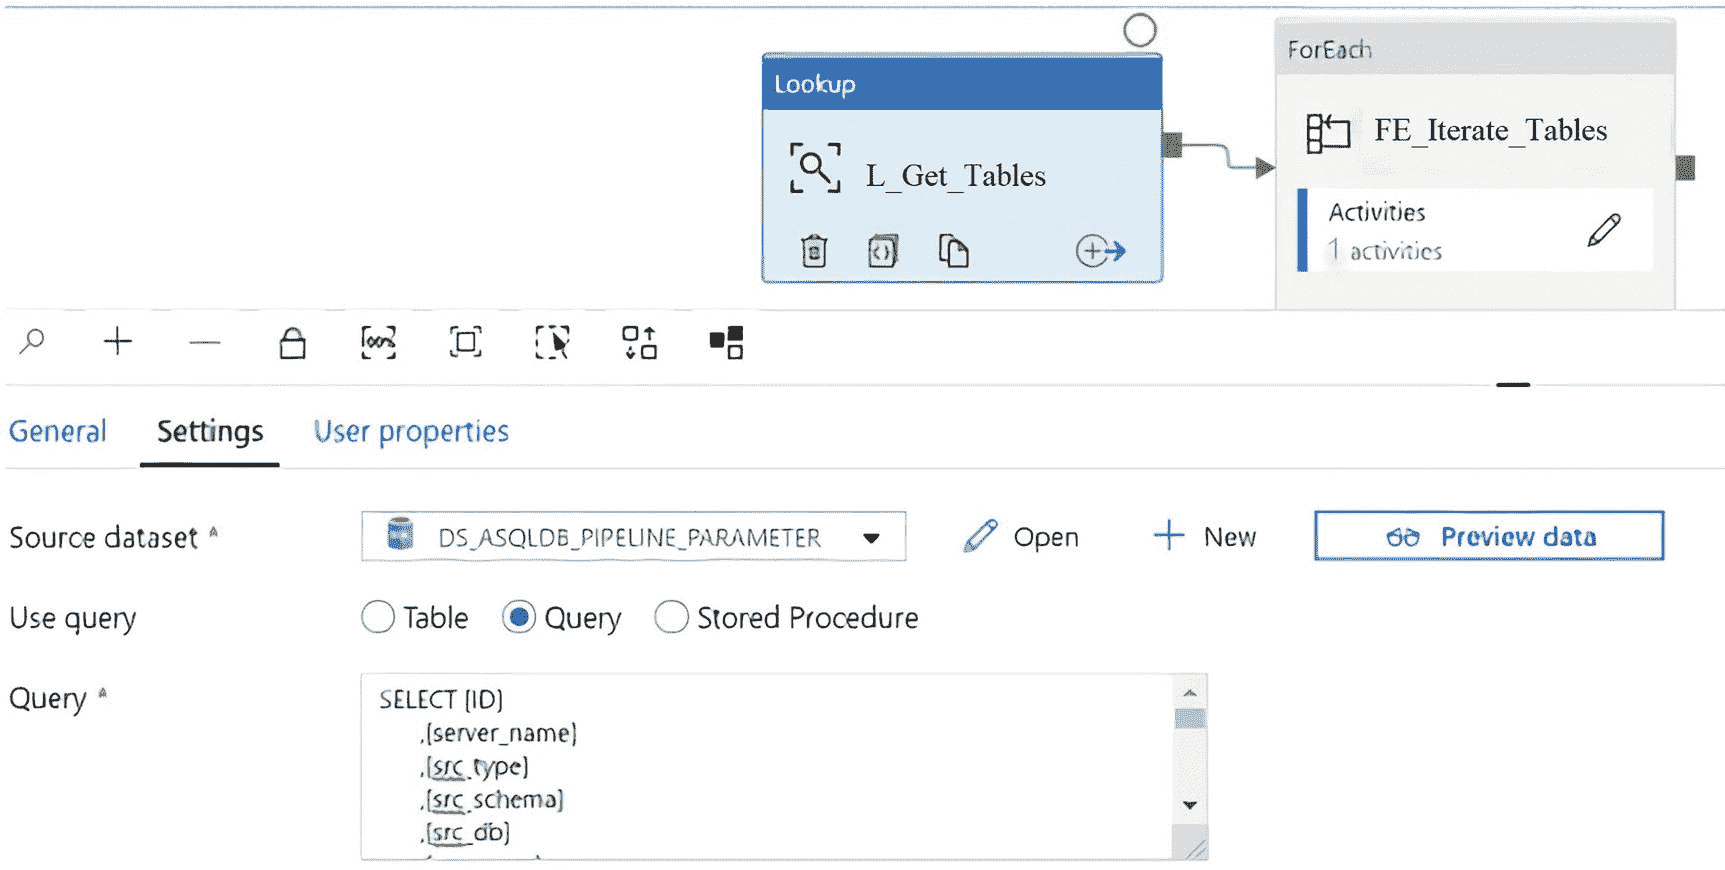 Lookup
L_Get_Tables
ForEach
FE_Iterate_Tables
Activities
1 activities
General Settings User properties
Source dataset * DS_ASQLDB_PIPELINE_PARAMETER Open New Preview data
Use query Table Query Stored Procedure
Query *
SELECT [ID]
,[server_name]
,[src_type]
,[src_schema]
,[src_db]